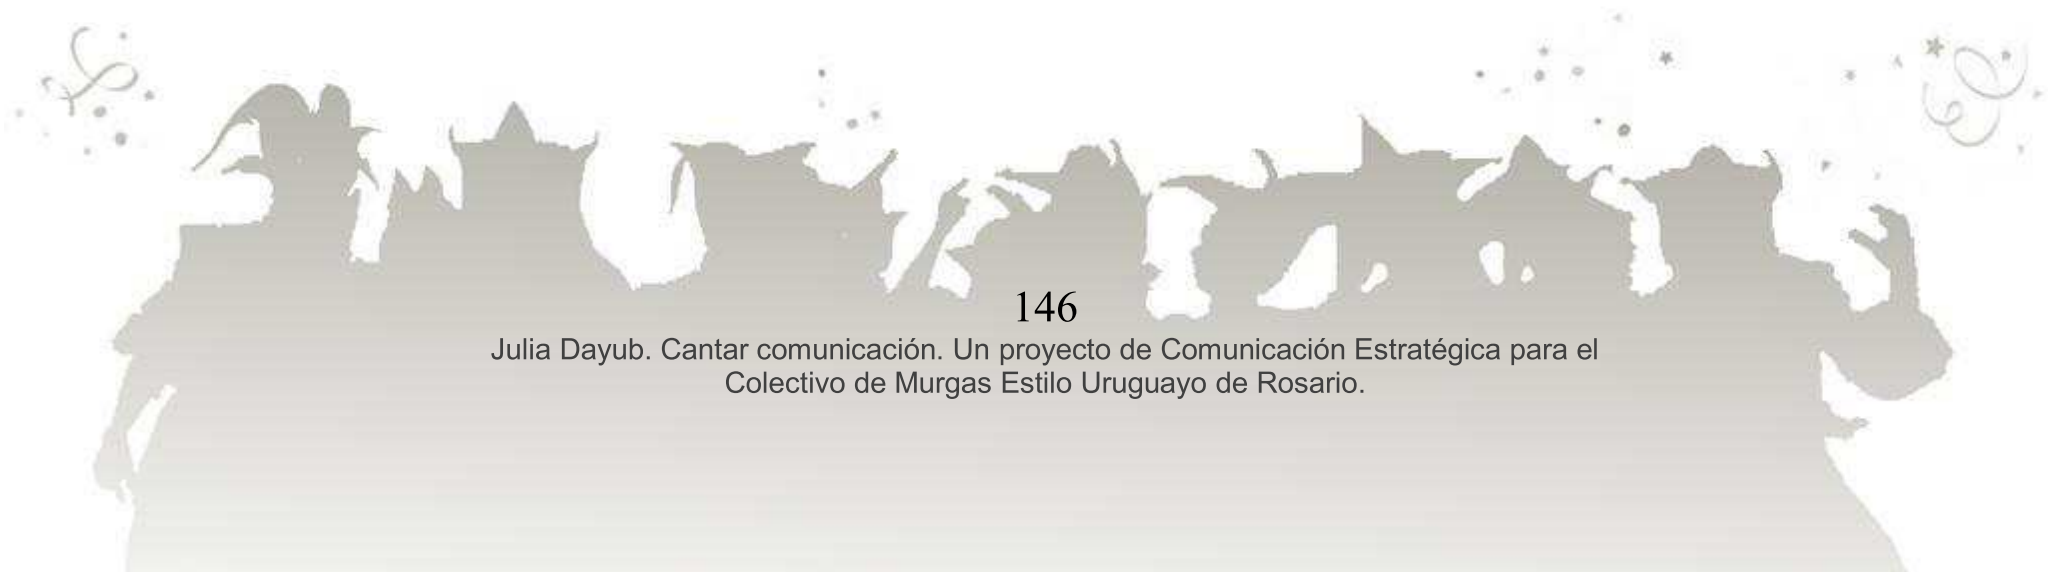 146
Julia Dayub. Cantar comunicación. Un proyecto de Comunicación Estratégica para el
Colectivo de Murgas Estilo Uruguayo de Rosario.